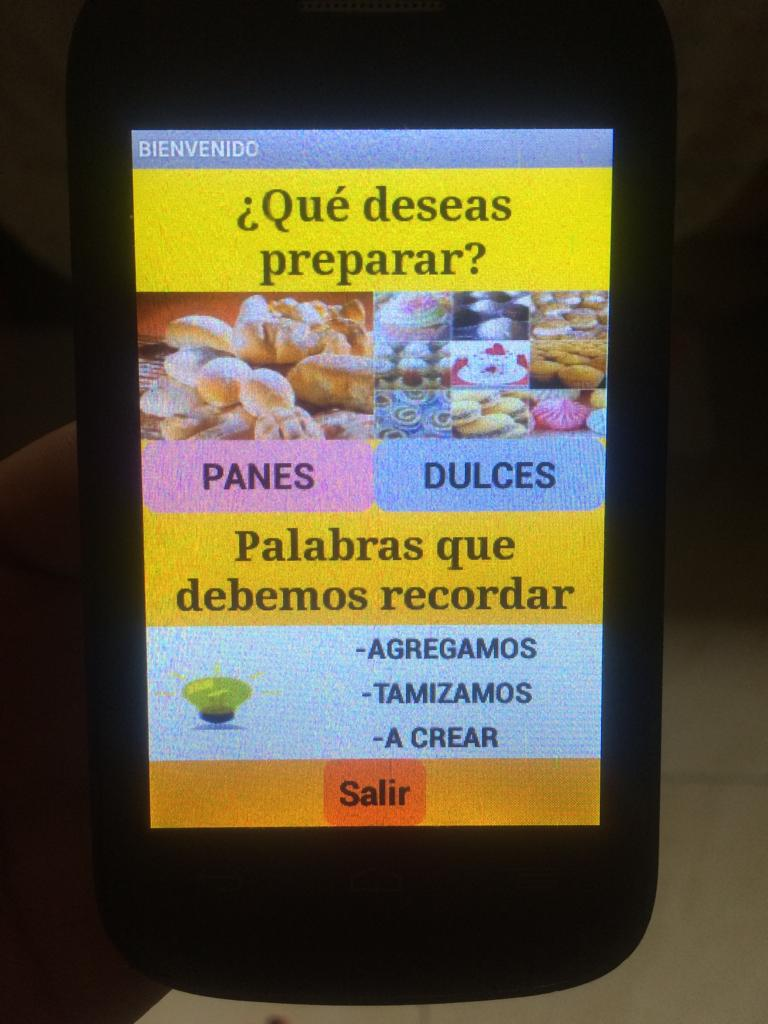 BIENVENIDO
¿Qué deseas
preparar?
PANES
DULCES
Palabras que
debemos recordar
-AGREGAMOS
-TAMIZAMOS
-A CREAR
Salir